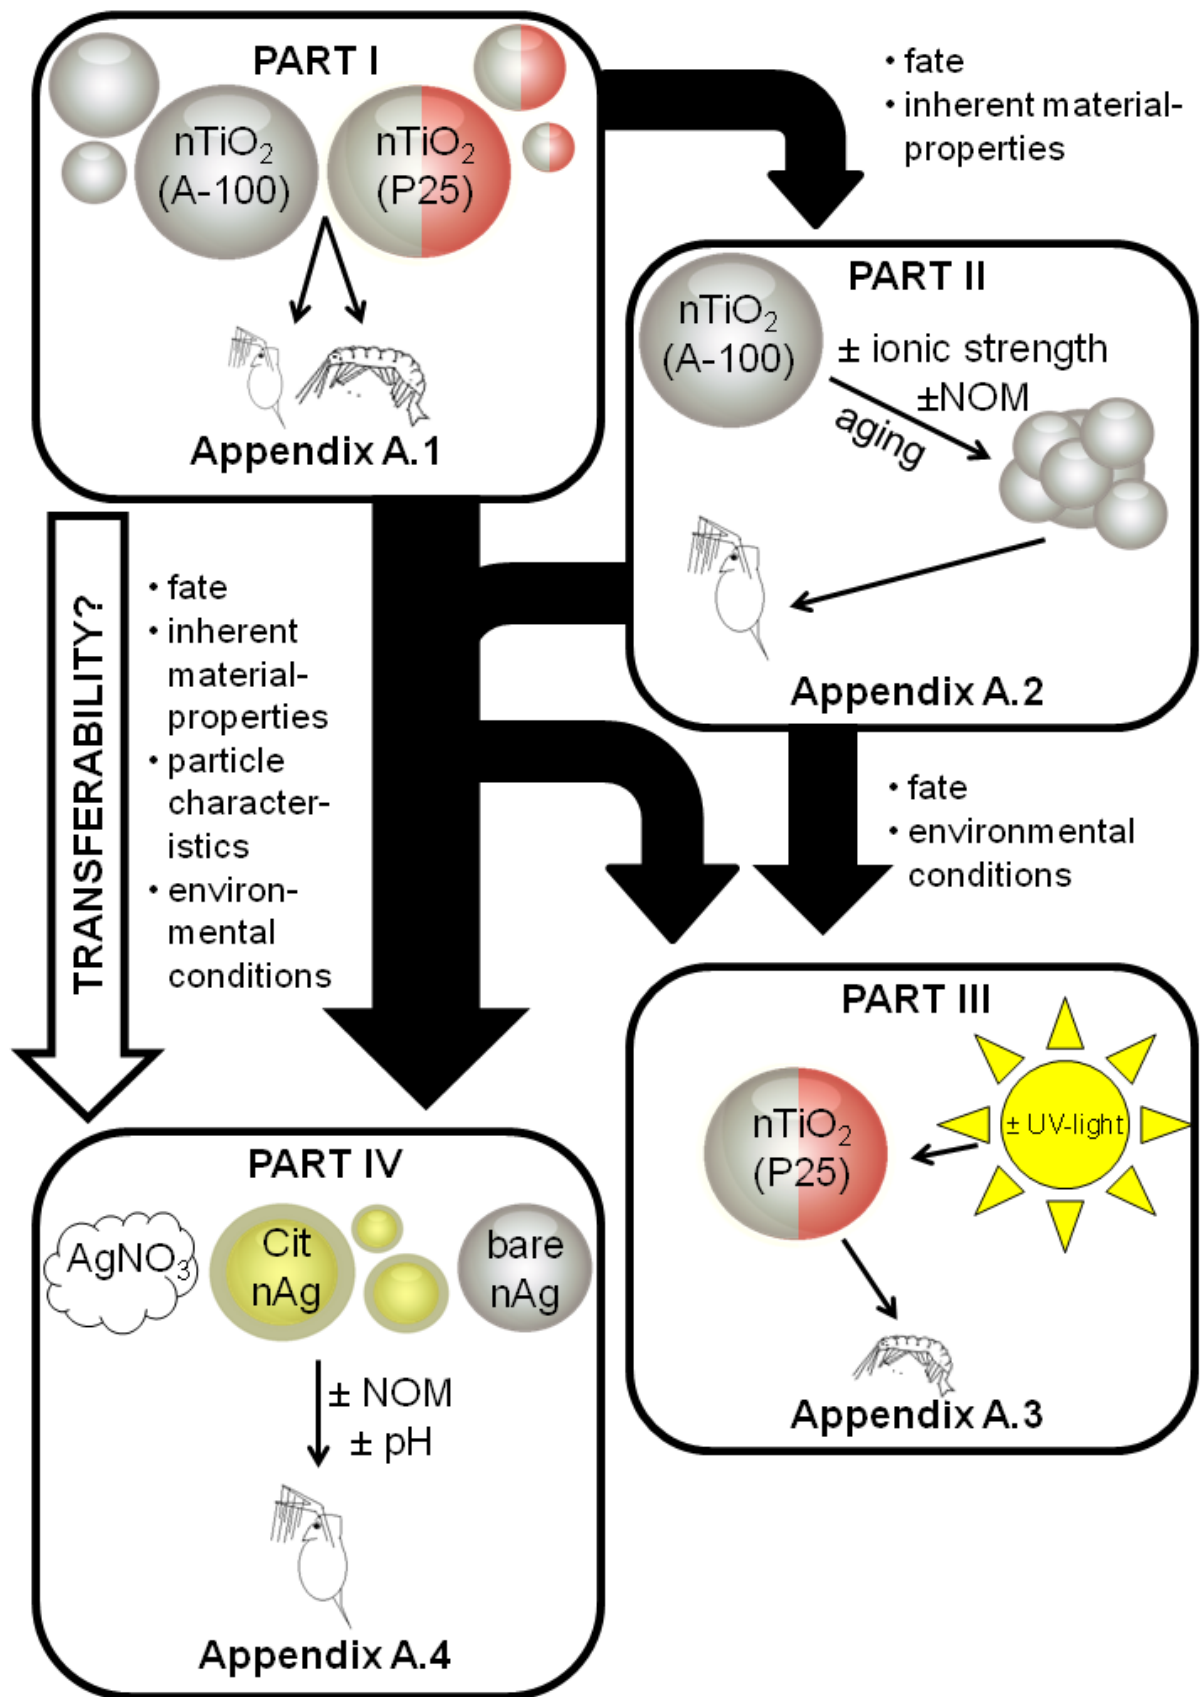 PART I
nTiO₂
(A-100)
nTiO₂
(P25)
Appendix A.1
• fate
• inherent material-
properties
PART II
nTiO₂
(A-100)
± ionic strength
±NOM
aging
Appendix A.2
TRANSFERABILITY?
• fate
• inherent
material-
properties
• particle
character-
istics
• environ-
mental
conditions
• fate
• environmental
conditions
PART III
nTiO₂
(P25)
± UV-light
Appendix A.3
PART IV
AgNO₃
Cit
nAg
bare
nAg
± NOM
± pH
Appendix A.4